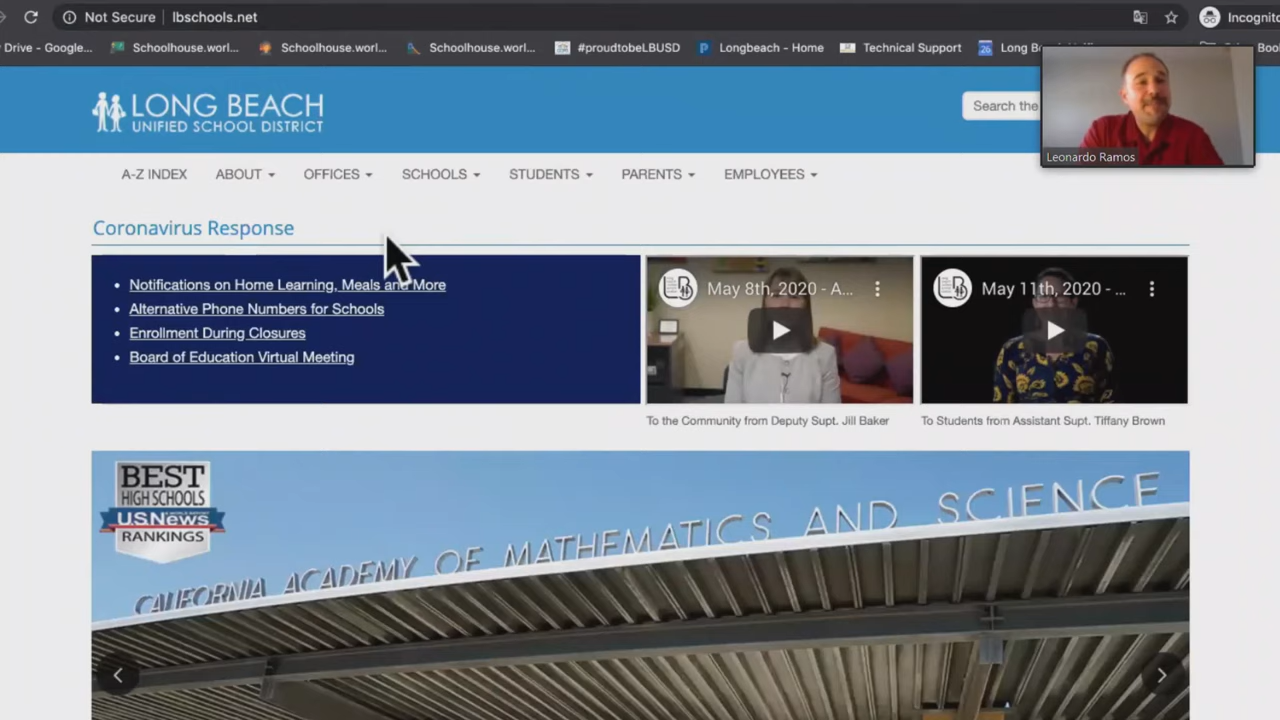 Not Secure | lbschools.net
Incognito
Drive - Google...
Schoolhouse.worl...
Schoolhouse.worl...
Schoolhouse.worl...
#proudtobeLBUSD
Longbeach - Home
Technical Support
26
Long
LONG BEACH
UNIFIED SCHOOL DISTRICT
Search the
Leonardo Ramos
A-Z INDEX
ABOUT
OFFICES
SCHOOLS
STUDENTS
PARENTS
EMPLOYEES
Coronavirus Response
Notifications on Home Learning, Meals and More
Alternative Phone Numbers for Schools
Enrollment During Closures
Board of Education Virtual Meeting
May 8th, 2020 - A...
To the Community from Deputy Supt. Jill Baker
May 11th, 2020 - ...
To Students from Assistant Supt. Tiffany Brown
BEST
HIGH SCHOOLS
U.S.News
RANKINGS
CALIFORNIA ACADEMY OF MATHEMATICS AND SCIENCE